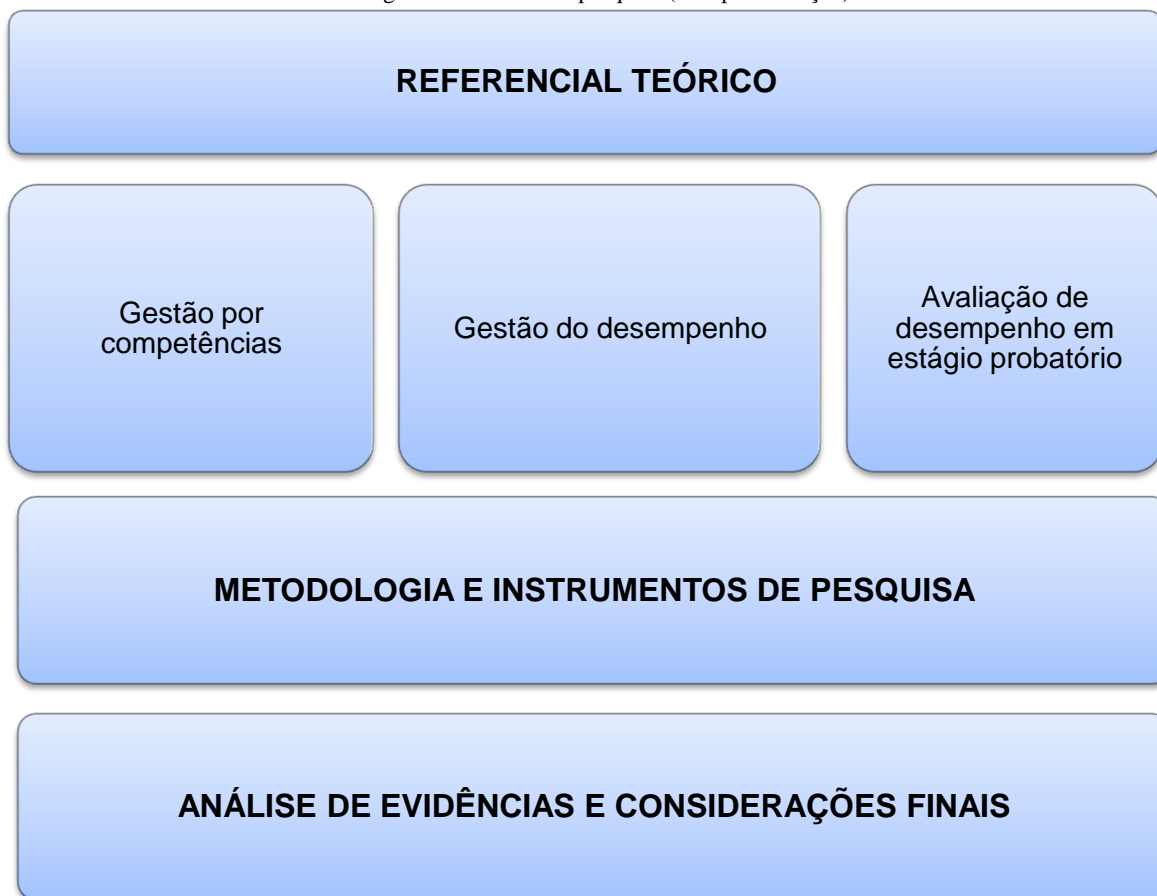 REFERENCIAL TEÓRICO
Gestão por
competências
Gestão do desempenho
Avaliação de
desempenho em
estágio probatório
METODOLOGIA E INSTRUMENTOS DE PESQUISA
ANÁLISE DE EVIDÊNCIAS E CONSIDERAÇÕES FINAIS